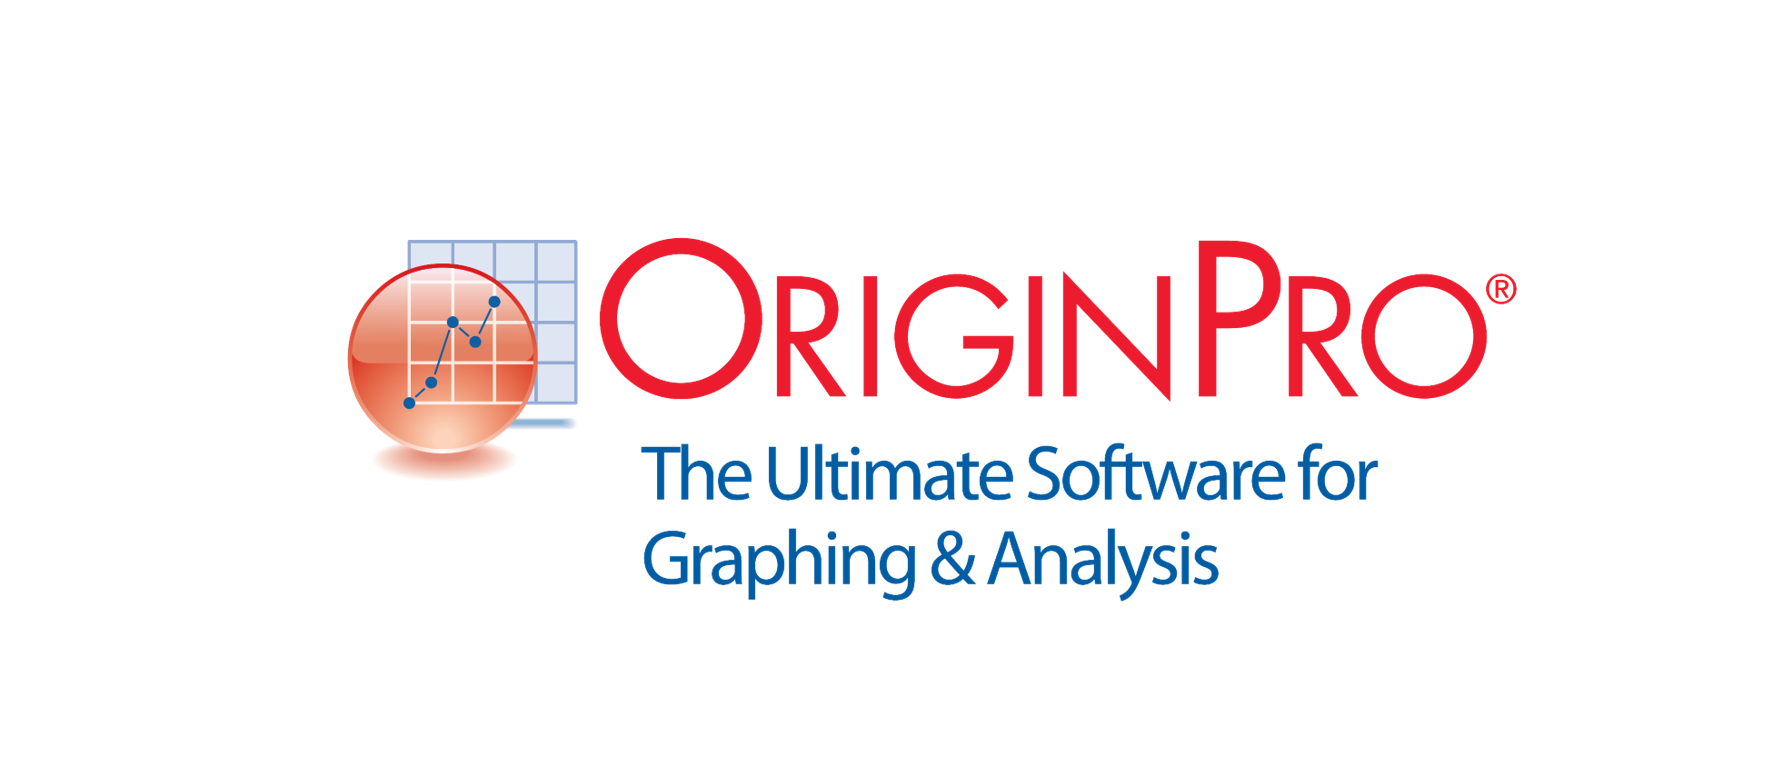 ORIGINPRO®
The Ultimate Software for
Graphing & Analysis